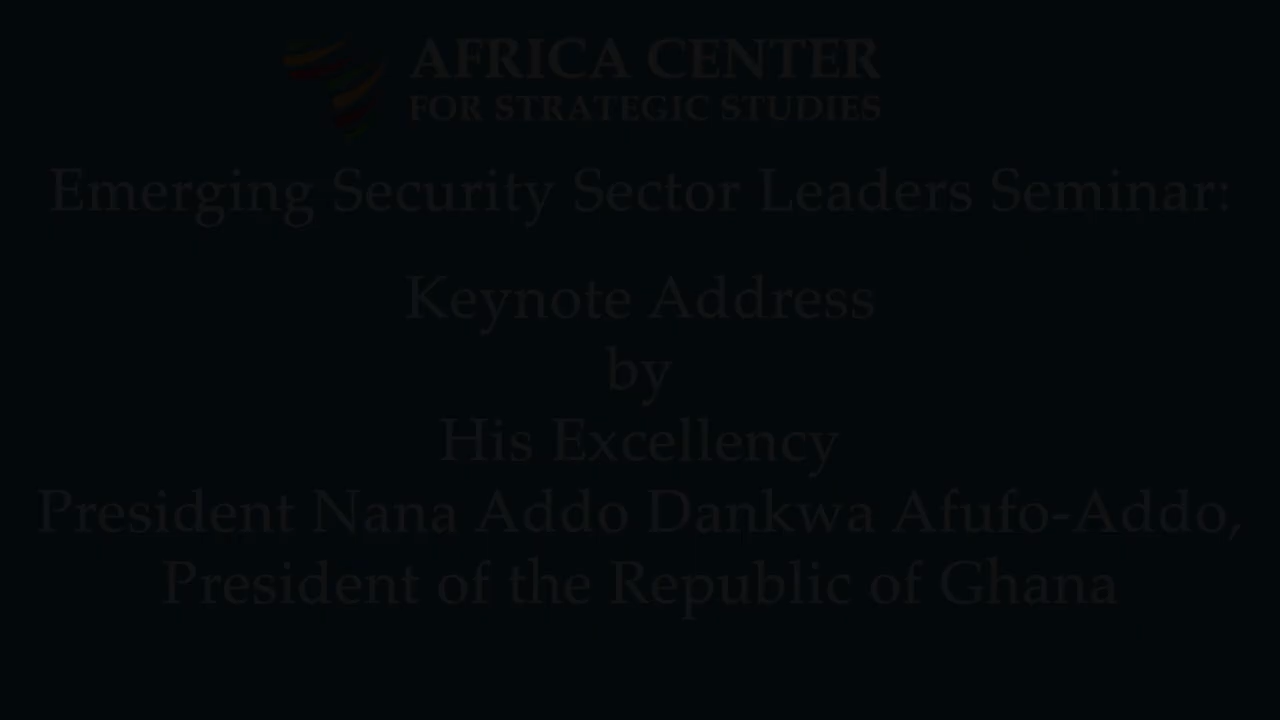 AFRICA CENTER
FOR STRATEGIC STUDIES
Emerging Security Sector Leaders Seminar:
Keynote Address
by
His Excellency
President Nana Addo Dankwa Afufo-Addo,
President of the Republic of Ghana